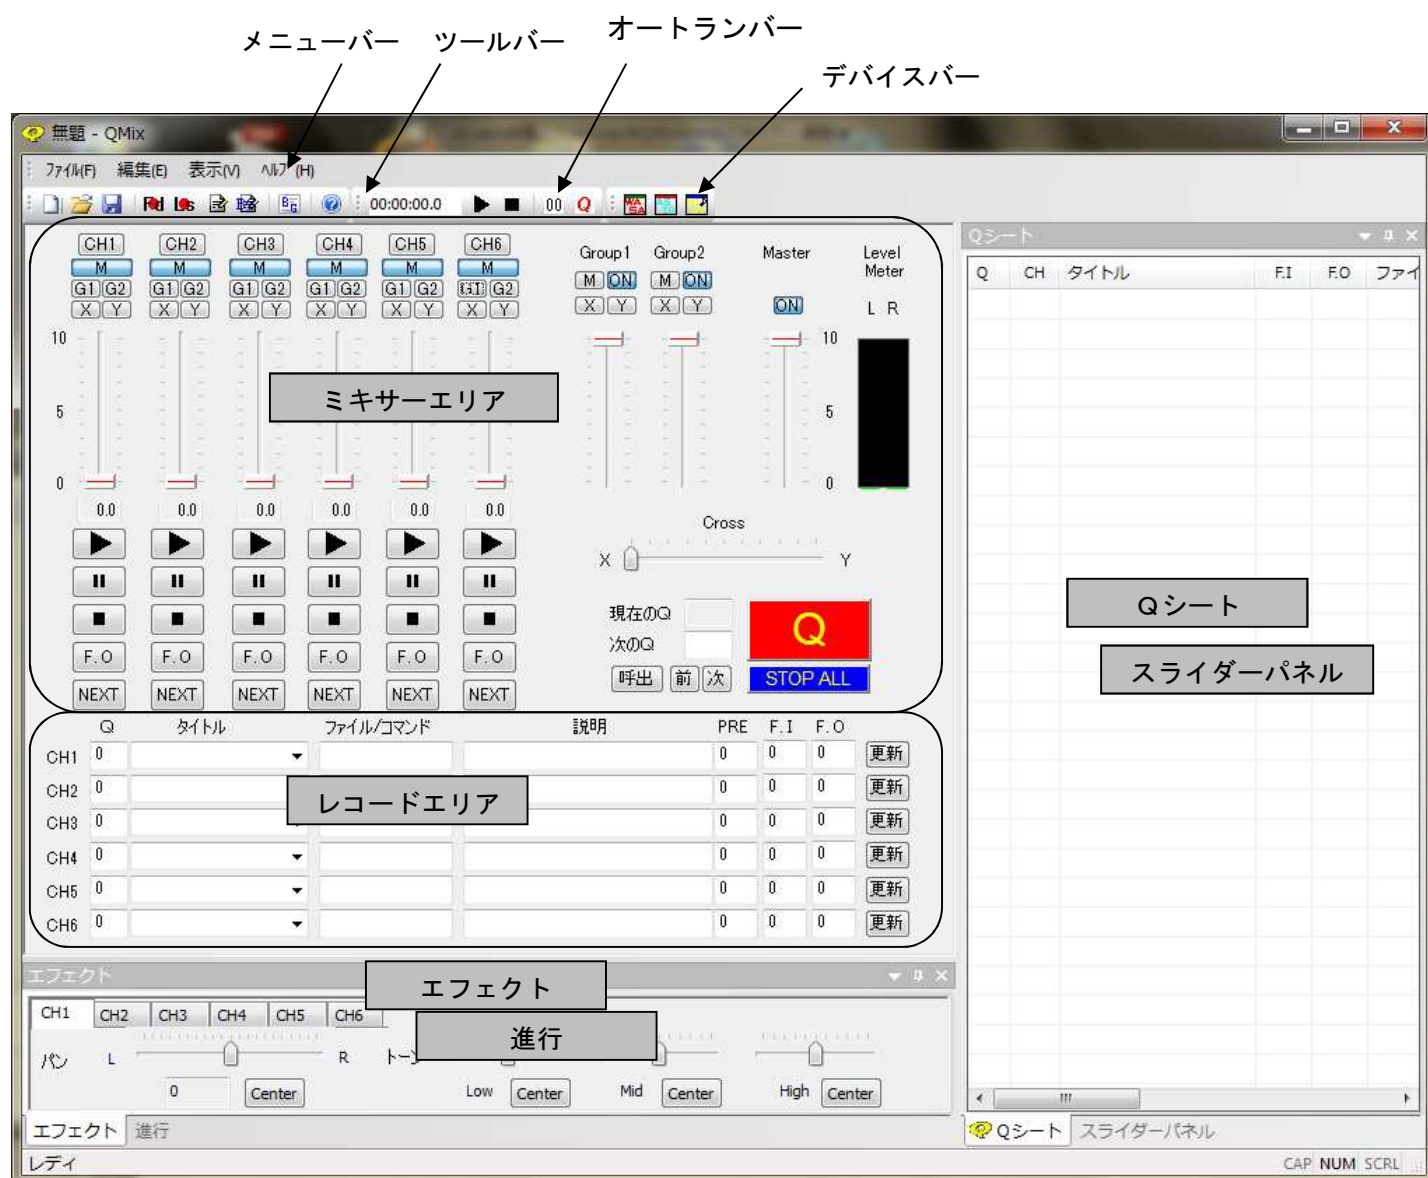 メニューバー ツールバー オートランバー
デバイスバー
無題 - QMix
ファイル(F) 編集(E) 表示(V) ヘルプ(H)
00:00:00.0 00 Q
CH1 CH2 CH3 CH4 CH5 CH6
M M M M M M
G1 G2 G1 G2 G1 G2 G1 G2 G1 G2 G1 G2
X Y X Y X Y X Y X Y X Y
Group1 Group2 Master Level Meter
M ON M ON
X Y X Y ON L R
10 10
ミキサーエリア
5 5
0 0
0.0 0.0 0.0 0.0 0.0 0.0
Cross
X Y
現在のQ
次のQ
Q
呼出 前 次 STOP ALL
F.O F.O F.O F.O F.O F.O
NEXT NEXT NEXT NEXT NEXT NEXT
Q タイトル ファイル/コマンド 説明 PRE F.I F.O
CH1 0 0 0 0 更新
CH2 0 0 0 0 更新
レコードエリア
CH3 0 0 0 0 更新
CH4 0 0 0 0 更新
CH5 0 0 0 0 更新
CH6 0 0 0 0 更新
エフェクト
エフェクト
CH1 CH2 CH3 CH4 CH5 CH6
進行
パン L R トーン
0 Center Low Center Mid Center High Center
エフェクト 進行
レディ
Qシート
Q CH タイトル F.I F.O ファイ
Qシート
スライダーパネル
Qシート スライダーパネル
CAP NUM SCRL